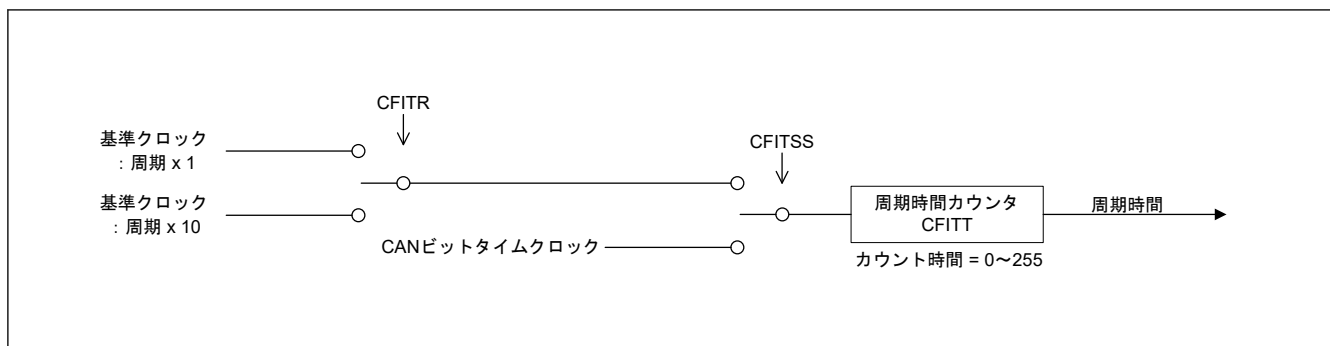 CFITR
基準クロック
：周期 x 1
CFITSS
基準クロック
：周期 x 10
周期時間カウンタ
CFITT
周期時間
CANビットタイムクロック
カウント時間 = 0～255